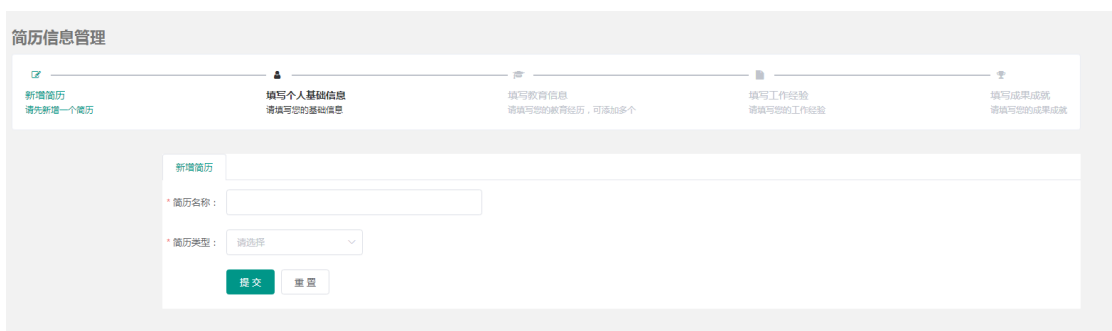 简历信息管理
新增简历
请先新增一个简历
填写个人基础信息
请填写您的基础信息
填写教育信息
请填写您的教育经历，可添加多个
填写工作经验
请填写您的工作经验
填写成果成就
请填写您的成果成就
新增简历
* 简历名称：
* 简历类型： 请选择
提交 重置